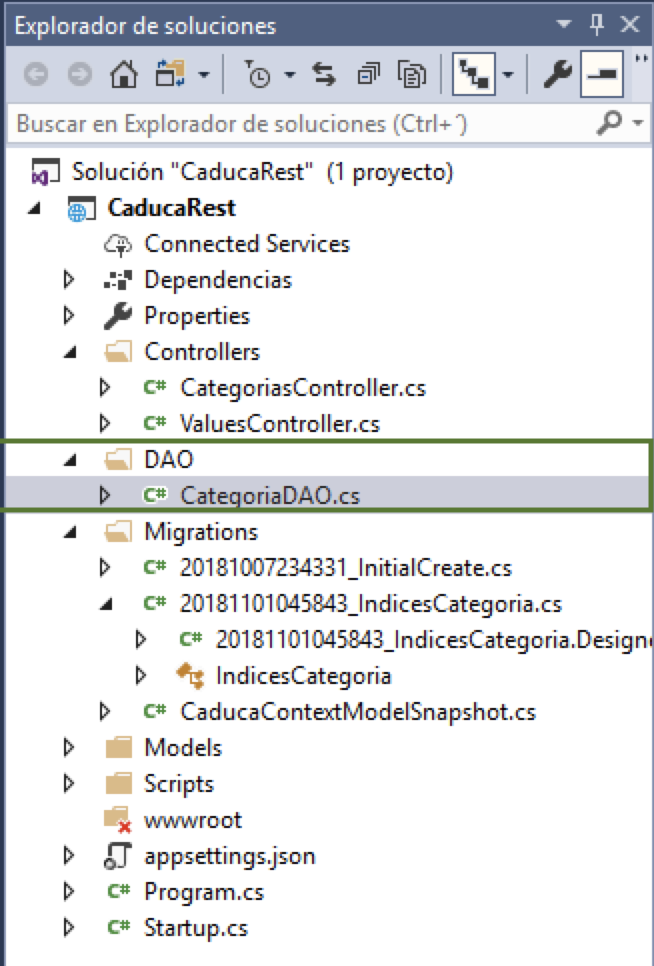 Explorador de soluciones
Buscar en Explorador de soluciones (Ctrl+´)
Solución "CaducaRest" (1 proyecto)
CaducaRest
Connected Services
Dependencias
Properties
Controllers
C# CategoriasController.cs
C# ValuesController.cs
DAO
C# CategoriaDAO.cs
Migrations
C# 20181007234331_InitialCreate.cs
C# 20181101045843_IndicesCategoria.cs
C# 20181101045843_IndicesCategoria.Designe
IndicesCategoria
C# CaducaContextModelSnapshot.cs
Models
Scripts
wwwroot
appsettings.json
C# Program.cs
C# Startup.cs